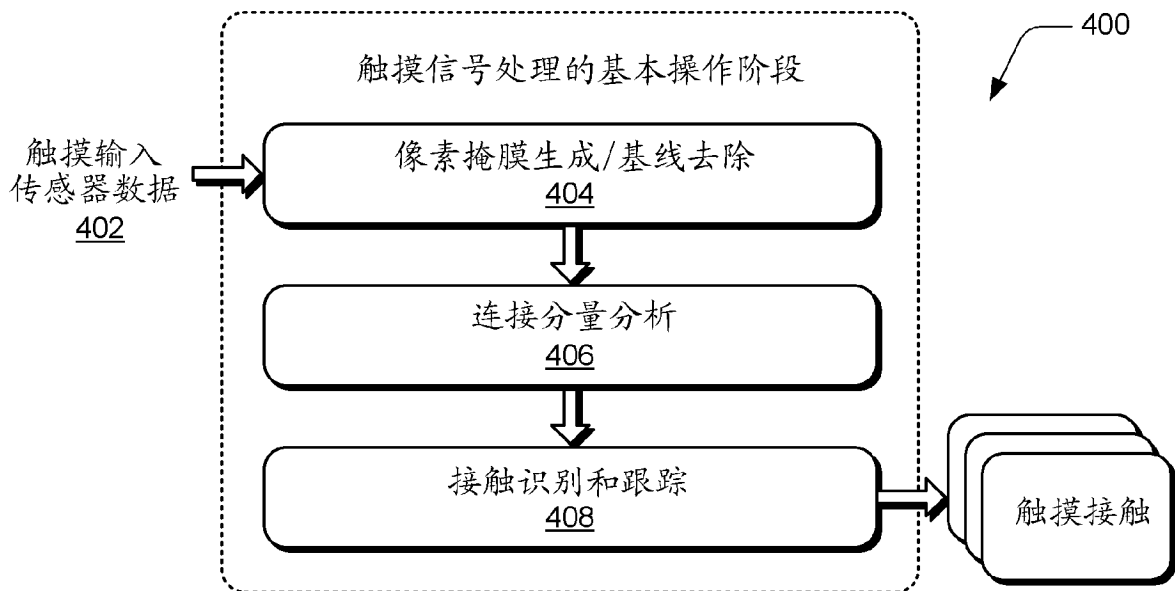 400
触摸信号处理的基本操作阶段
触摸输入
传感器数据
402
像素掩膜生成/基线去除
404
连接分量分析
406
接触识别和跟踪
408
触摸接触